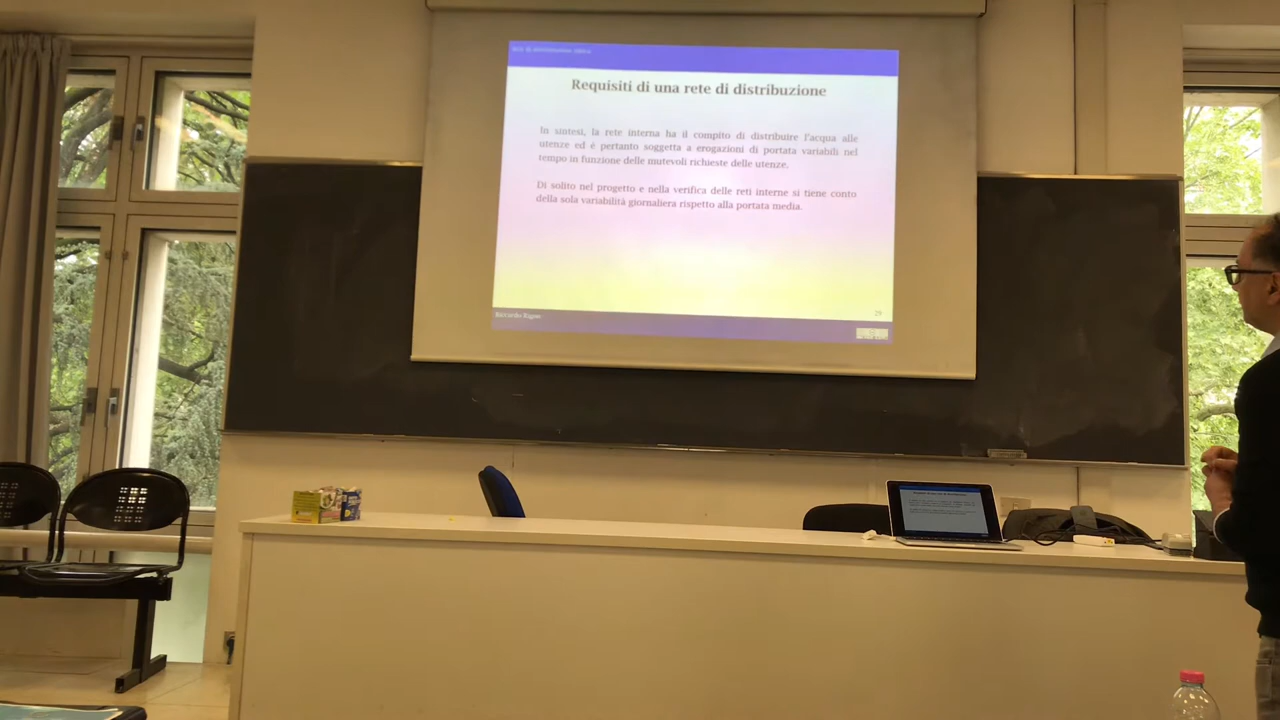 Requisiti di una rete di distribuzione
In sintesi, la rete interna ha il compito di distribuire l'acqua alle
utenze ed è pertanto soggetta a erogazioni di portata variabili nel
tempo in funzione delle mutevoli richieste delle utenze.
Di solito nel progetto e nella verifica delle reti interne si tiene conto
della sola variabilità giornaliera rispetto alla portata media.
Riccardo Rigon